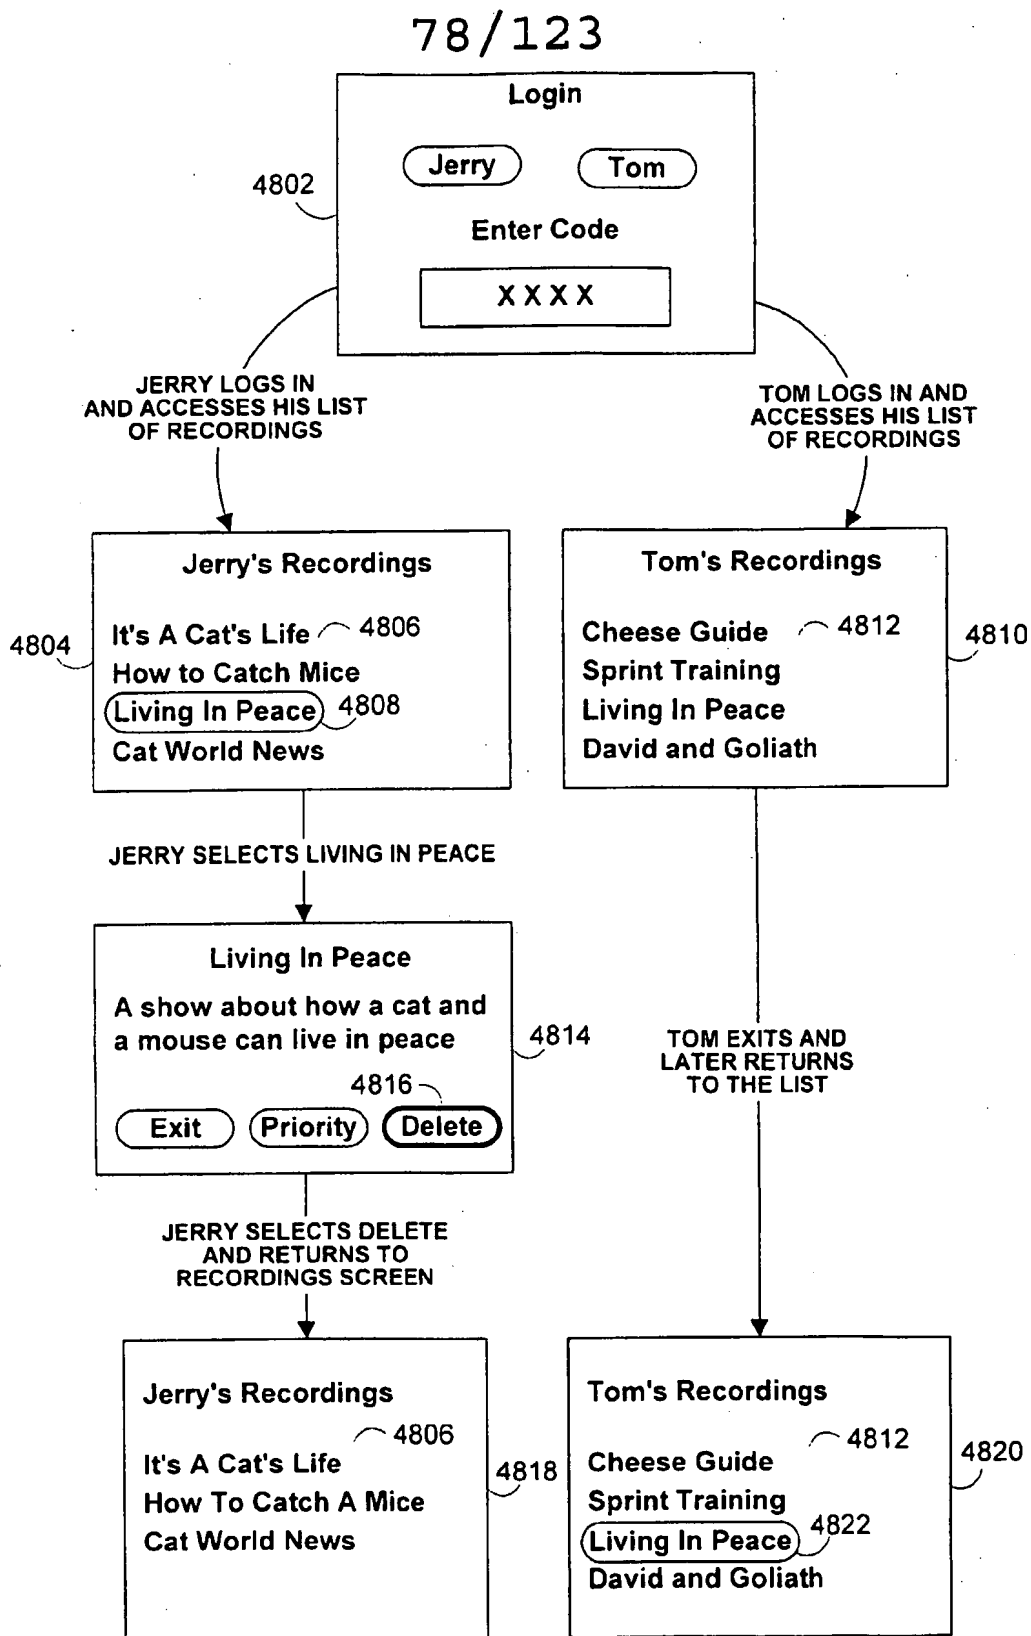 78/123
Login
Jerry
Tom
4802
Enter Code
X X X X
JERRY LOGS IN
AND ACCESSES HIS LIST
OF RECORDINGS
TOM LOGS IN AND
ACCESSES HIS LIST
OF RECORDINGS
Jerry's Recordings
4804
It's A Cat's Life
4806
How to Catch Mice
Living In Peace
4808
Cat World News
Tom's Recordings
Cheese Guide
4812
4810
Sprint Training
Living In Peace
David and Goliath
JERRY SELECTS LIVING IN PEACE
Living In Peace
A show about how a cat and
a mouse can live in peace
4814
4816
Exit
Priority
Delete
TOM EXITS AND
LATER RETURNS
TO THE LIST
JERRY SELECTS DELETE
AND RETURNS TO
RECORDINGS SCREEN
Jerry's Recordings
4806
It's A Cat's Life
4818
How To Catch A Mice
Cat World News
Tom's Recordings
4812
4820
Cheese Guide
Sprint Training
Living In Peace
4822
David and Goliath